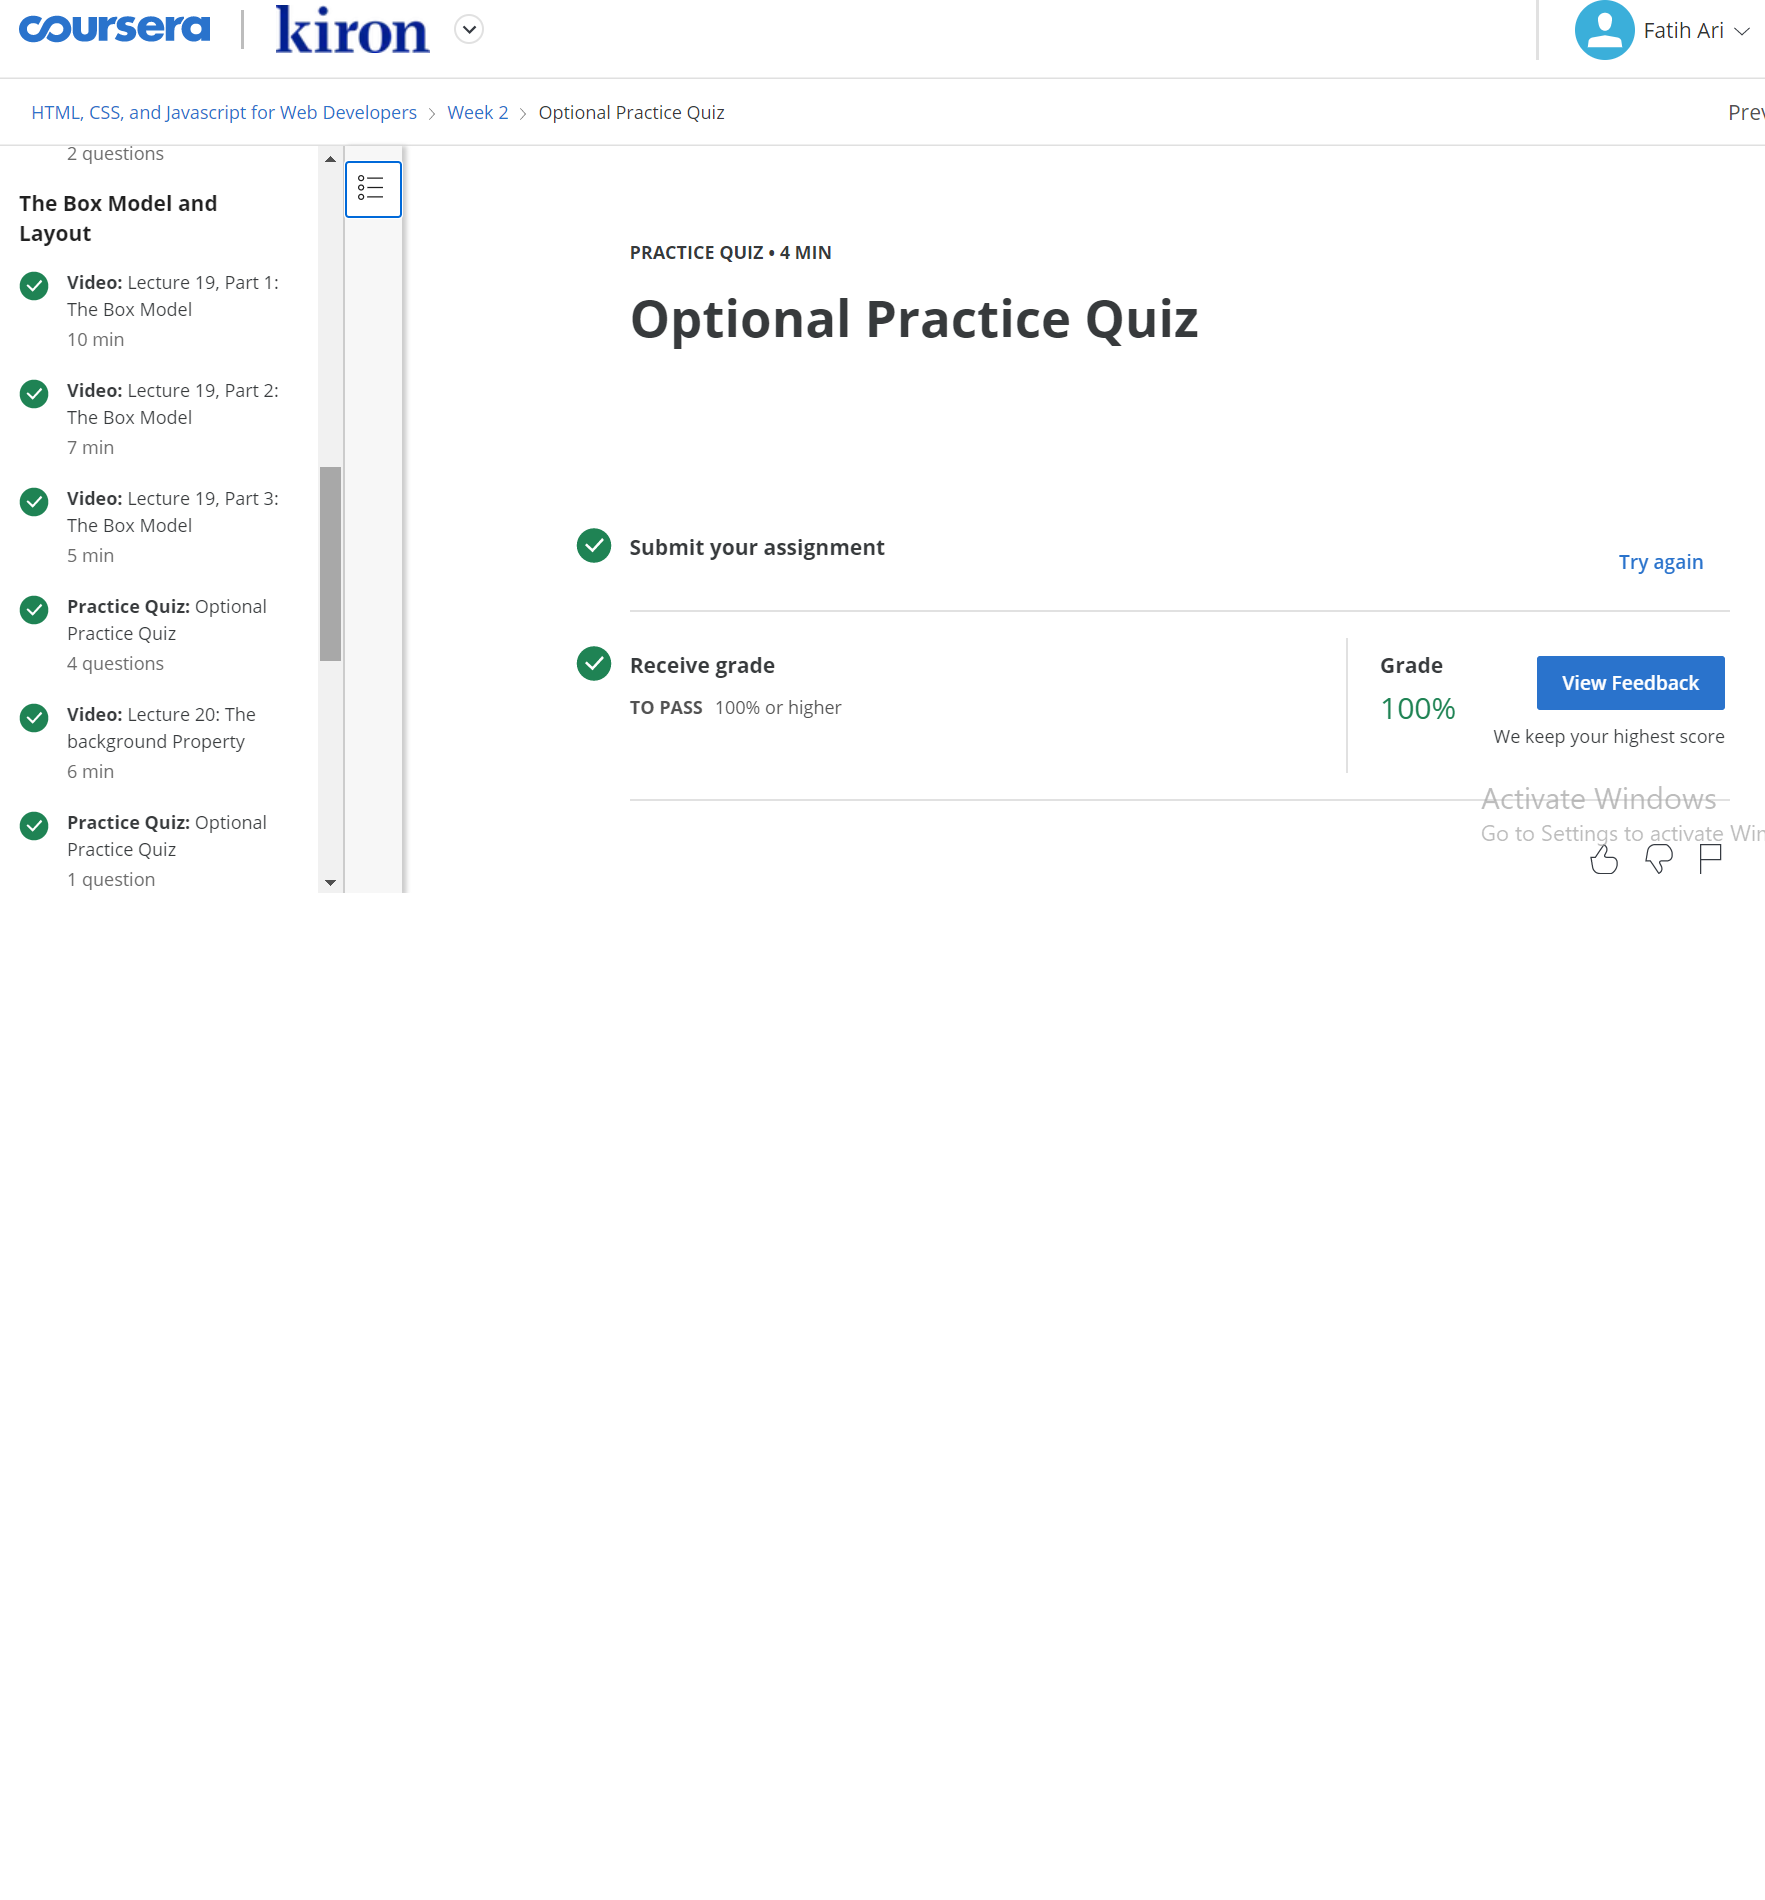 coursera | kiron
Fatih Ari
HTML, CSS, and Javascript for Web Developers > Week 2 > Optional Practice Quiz
2 questions
The Box Model and
Layout
Video: Lecture 19, Part 1:
The Box Model
10 min
Video: Lecture 19, Part 2:
The Box Model
7 min
Video: Lecture 19, Part 3:
The Box Model
5 min
Practice Quiz: Optional
Practice Quiz
4 questions
Video: Lecture 20: The
background Property
6 min
Practice Quiz: Optional
Practice Quiz
1 question
PRACTICE QUIZ • 4 MIN
Optional Practice Quiz
Submit your assignment
Try again
Receive grade
TO PASS 100% or higher
Grade
100%
View Feedback
We keep your highest score
Activate Windows
Go to Settings to activate